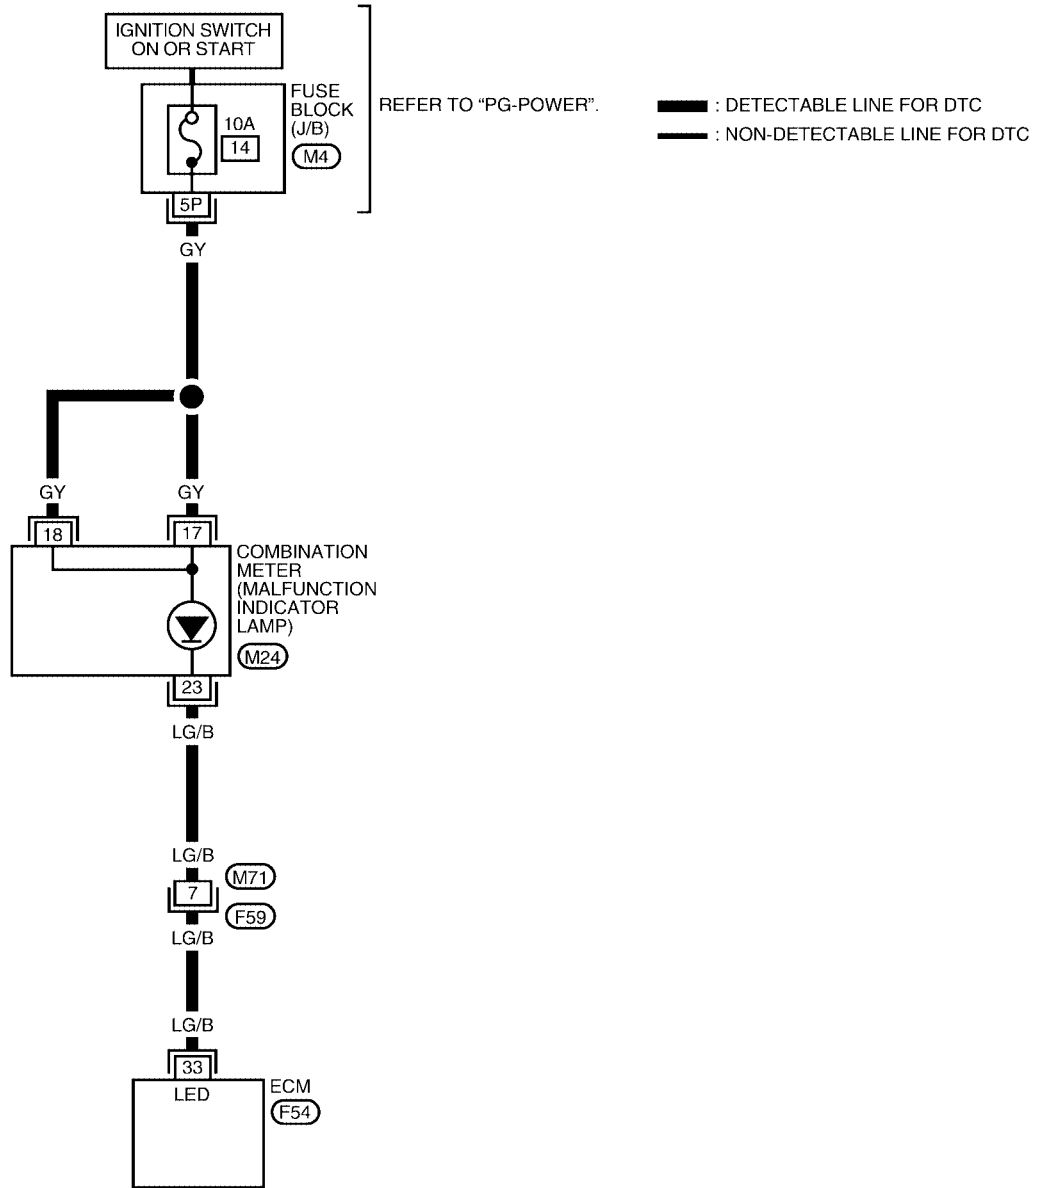 IGNITION SWITCH
ON OR START
FUSE
BLOCK
(J/B)
M4
10A
14
REFER TO “PG-POWER”.
: DETECTABLE LINE FOR DTC
: NON-DETECTABLE LINE FOR DTC
5P
GY
GY
GY
18
17
COMBINATION
METER
(MALFUNCTION
INDICATOR
LAMP)
M24
23
LG/B
LG/B
M71
7
F59
LG/B
LG/B
33
LED
ECM
F54